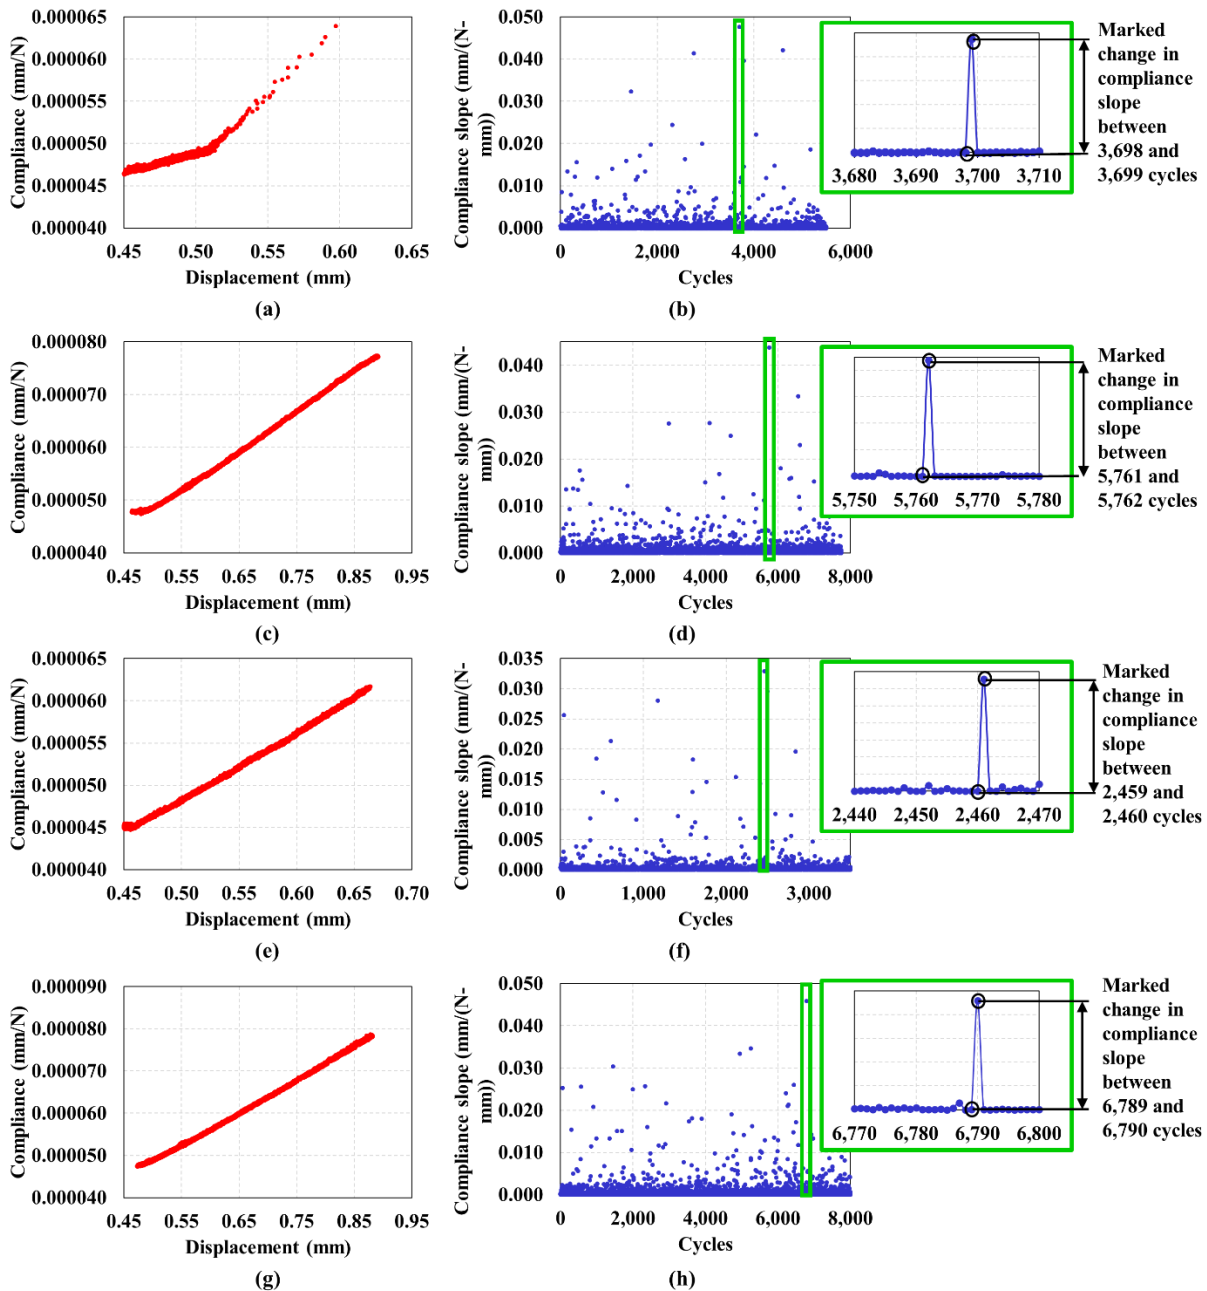 0.000065
0.000060
0.000055
0.000050
0.000045
0.000040
Compliance (mm/N)
0.45 0.50 0.55 0.60 0.65
Displacement (mm)
(a)
0.050
0.040
0.030
0.020
0.010
0.000
Compliance slope (mm/(N-
mm))
0 2,000 4,000 6,000
Cycles
(b)
3,680 3,690 3,700 3,710
Marked
change in
compliance
slope
between
3,698 and
3,699 cycles
0.000080
0.000070
0.000060
0.000050
0.000040
Compliance (mm/N)
0.45 0.55 0.65 0.75 0.85 0.95
Displacement (mm)
(c)
0.040
0.030
0.020
0.010
0.000
Compliance slope (mm/(N-
mm))
0 2,000 4,000 6,000 8,000
Cycles
(d)
5,750 5,760 5,770 5,780
Marked
change in
compliance
slope
between
5,761 and
5,762 cycles
0.000065
0.000060
0.000055
0.000050
0.000045
0.000040
Compliance (mm/N)
0.45 0.50 0.55 0.60 0.65 0.70
Displacement (mm)
(e)
0.035
0.030
0.025
0.020
0.015
0.010
0.005
0.000
Compliance slope (mm/(N-
mm))
0 1,000 2,000 3,000
Cycles
(f)
2,440 2,450 2,460 2,470
Marked
change in
compliance
slope
between
2,459 and
2,460 cycles
0.000090
0.000080
0.000070
0.000060
0.000050
0.000040
Compliance (mm/N)
0.45 0.55 0.65 0.75 0.85 0.95
Displacement (mm)
(g)
0.050
0.040
0.030
0.020
0.010
0.000
Compliance slope (mm/(N-
mm))
0 2,000 4,000 6,000 8,000
Cycles
(h)
6,770 6,780 6,790 6,800
Marked
change in
compliance
slope
between
6,789 and
6,790 cycles